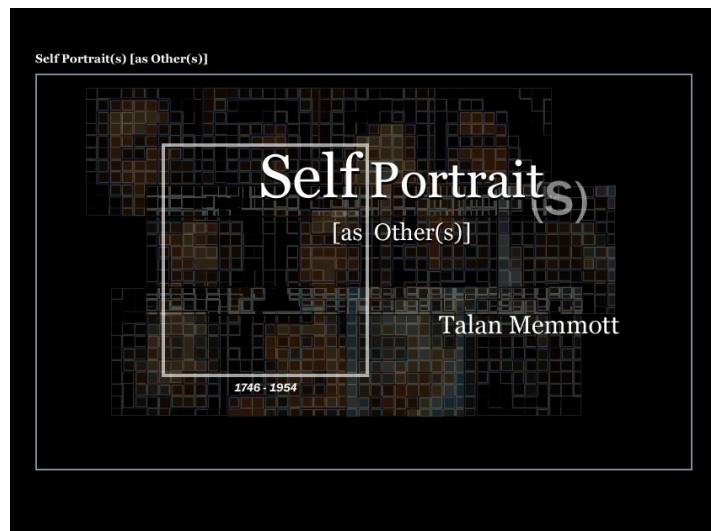 Self Portrait(s) [as Other(s)]
Self Portrait(s)
[as Other(s)]
Talan Memmott
1746 - 1954